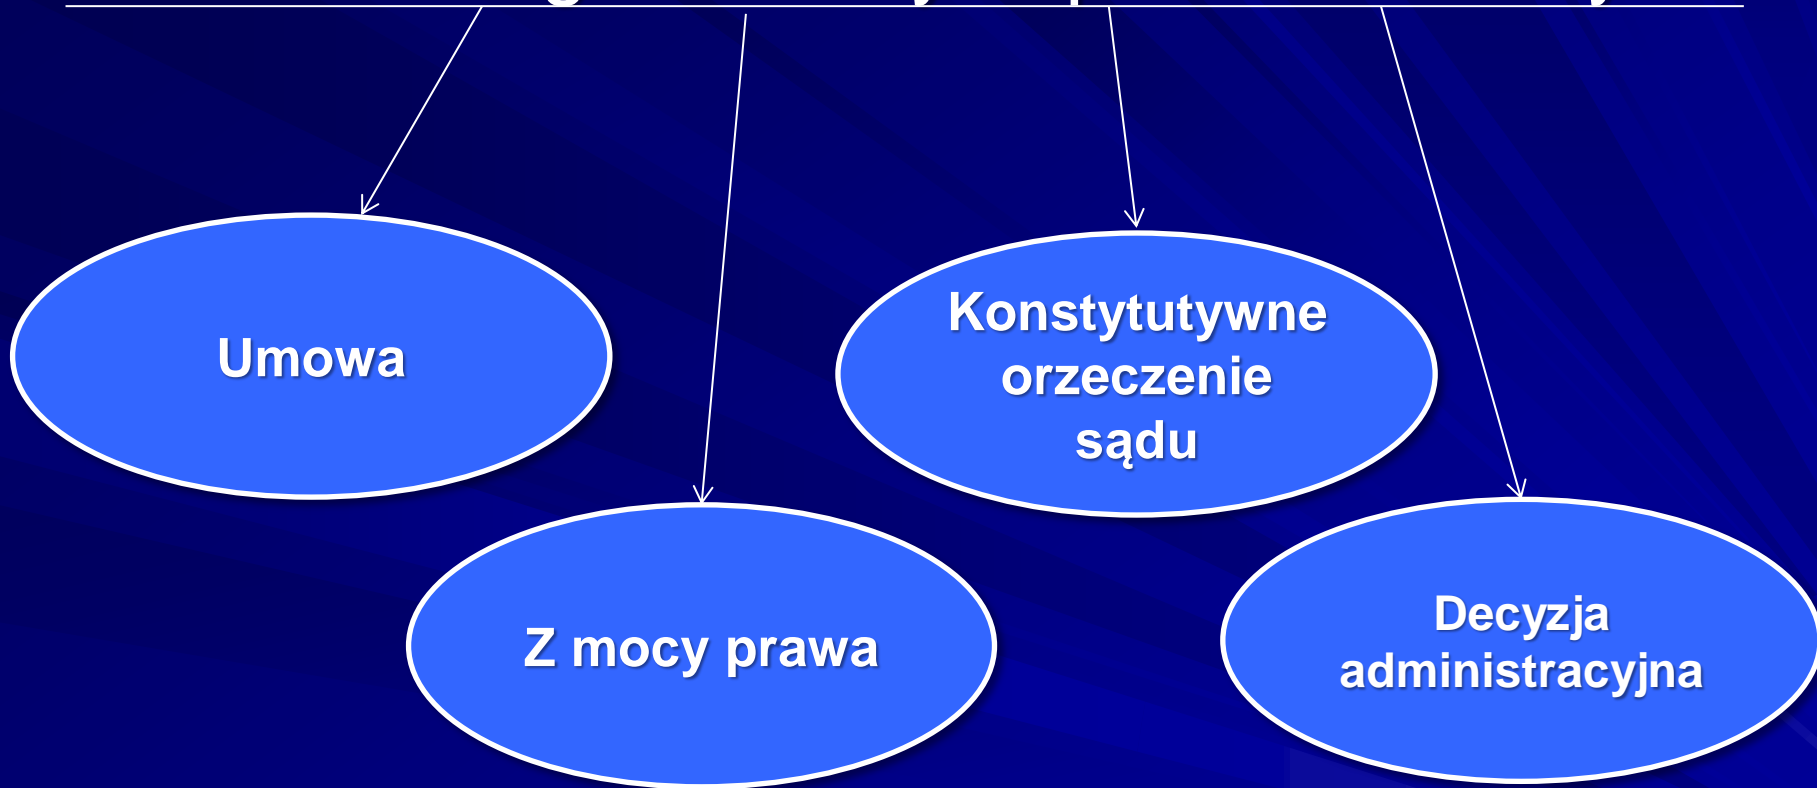 Umowa
Konstytutywne
orzeczenie
sądu
Z mocy prawa
Decyzja
administracyjna